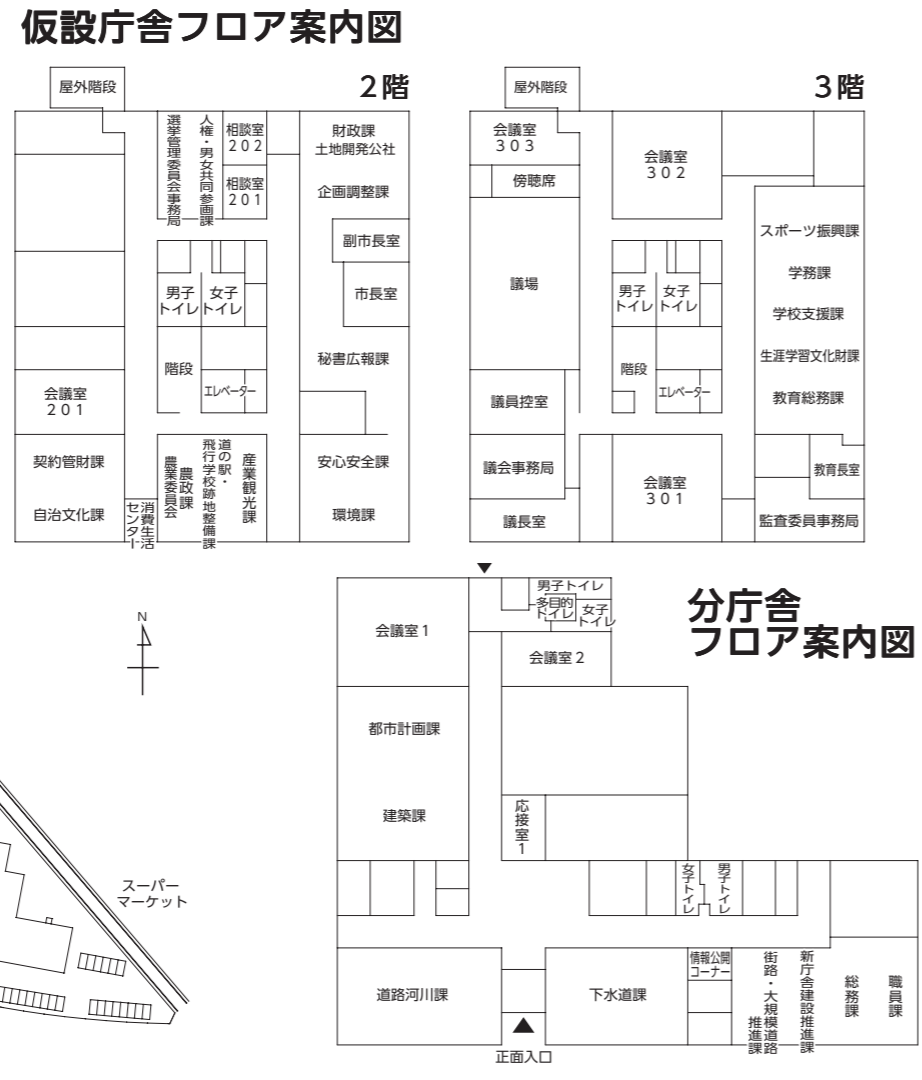 仮設庁舎フロア案内図
2階
屋外階段
選挙管理委員会事務局
人権・男女共同参画課
相談室
202
相談室
201
財政課
土地開発公社
企画調整課
副市長室
市長室
男子
トイレ
女子
トイレ
秘書広報課
階段
エレベーター
会議室
201
契約管財課
自治文化課
消費生活
センター
農業委員会
農政課
道の駅・
飛行学校跡地整備課
産業観光課
安心安全課
環境課
3階
屋外階段
会議室
303
傍聴席
会議室
302
スポーツ振興課
議場
学務課
男子
トイレ
女子
トイレ
学校支援課
生涯学習文化財課
階段
エレベーター
議員控室
教育総務課
議会事務局
会議室
301
教育長室
議長室
監査委員事務局
N
スーパー
マーケット
分庁舎
フロア案内図
男子トイレ
多目的
トイレ
女子
トイレ
会議室1
会議室2
都市計画課
建築課
応接室1
女子トイレ
男子トイレ
道路河川課
下水道課
情報公開
コーナー
街路・大規模道路
推進課
新庁舎建設推進課
総務課
職員課
正面入口